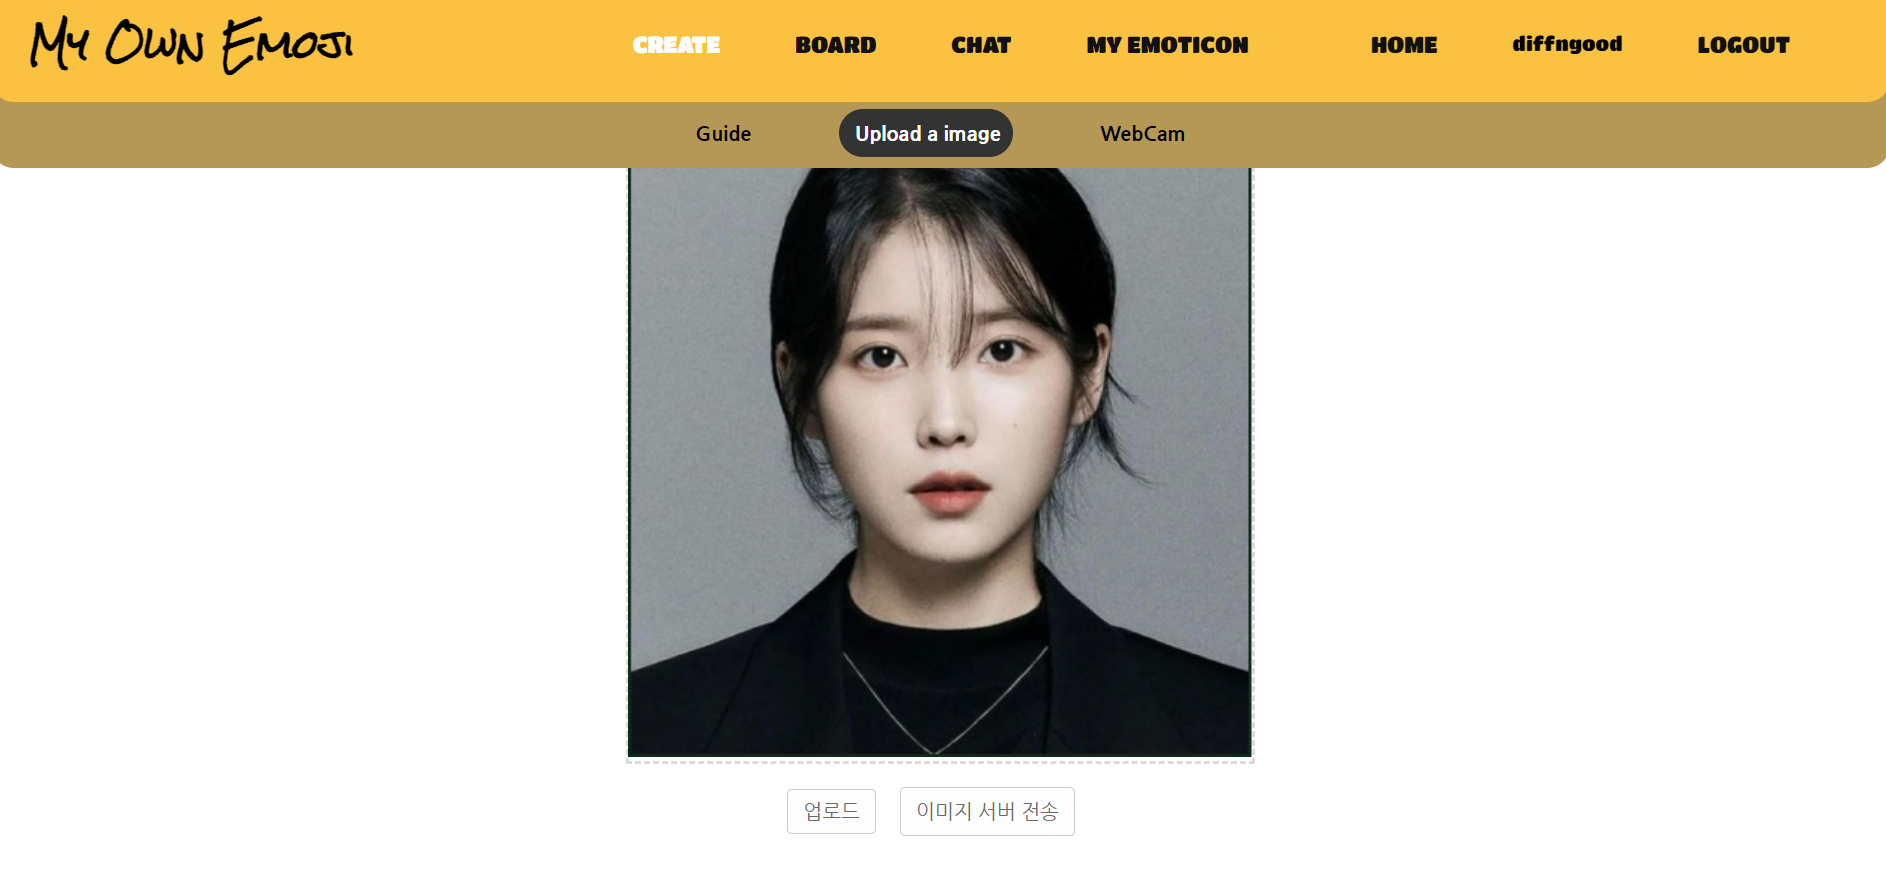 My Own Emoji
CREATE BOARD CHAT MY EMOTICON HOME diffngood LOGOUT
Guide Upload a image WebCam
업로드 이미지 서버 전송